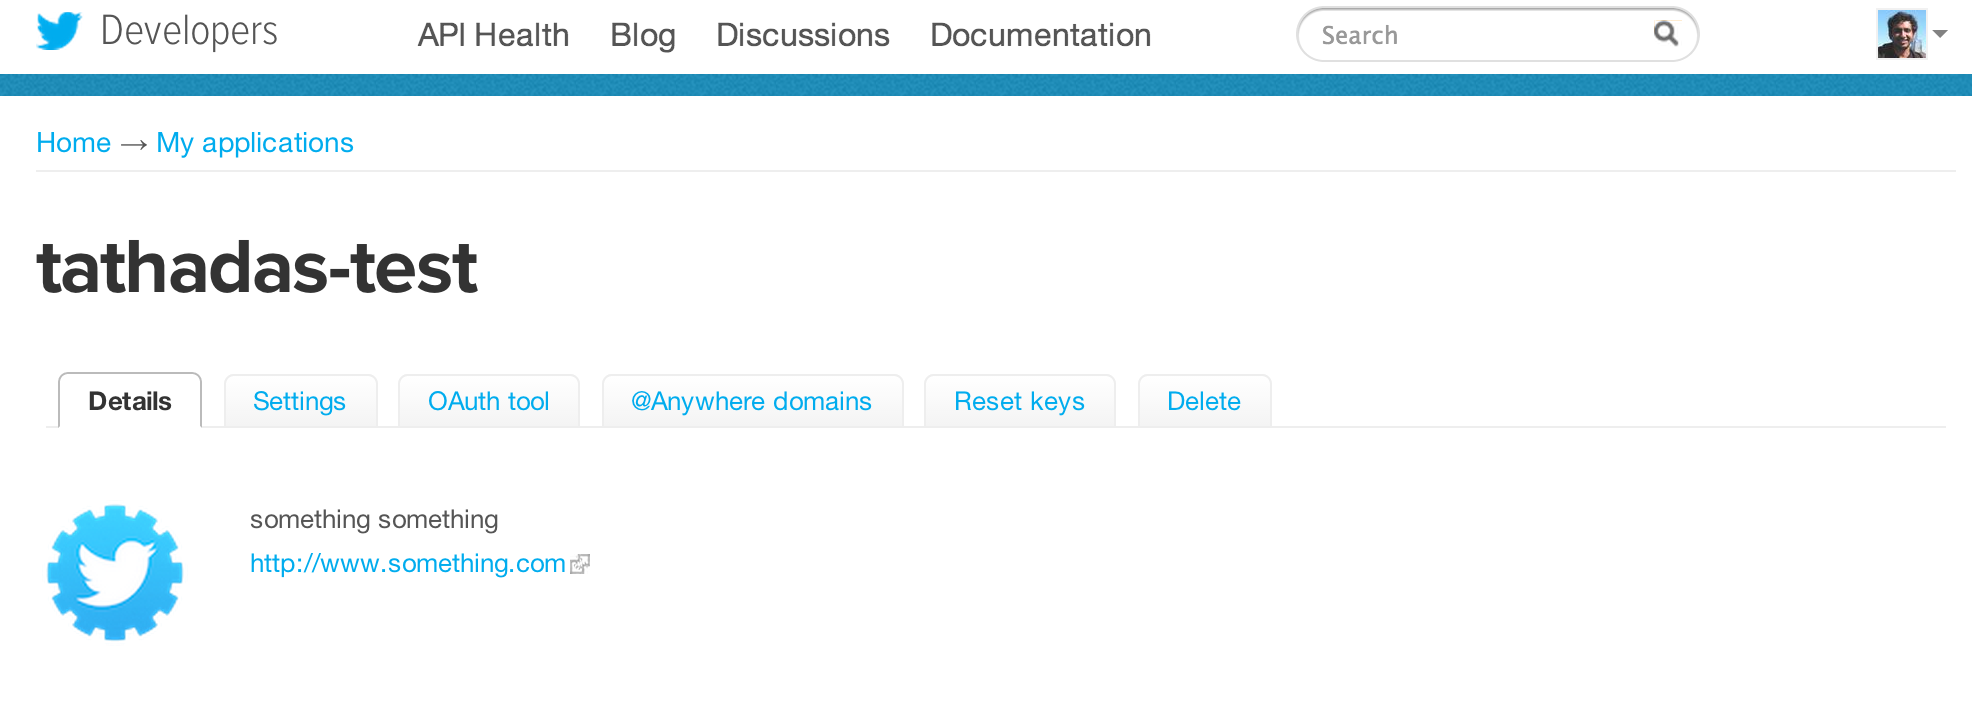 Developers API Health Blog Discussions Documentation Search
Home → My applications
tathadas-test
Details Settings OAuth tool @Anywhere domains Reset keys Delete
something something
http://www.something.com